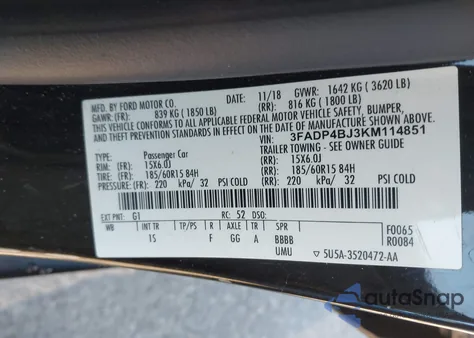 MFD. BY FORD MOTOR CO.
11/18 GVWR: 1642 KG ( 3620 LB)
GAWR: (FR): 839 KG ( 1850 LB) (RR): 816 KG ( 1800 LB)
THIS VEHICLE CONFORMS TO ALL APPLICABLE FEDERAL MOTOR VEHICLE SAFETY, BUMPER,
AND THEFT PREVENTION STANDARDS IN EFFECT ON THE DATE OF MANUFACTURE SHOWN ABOVE.
VIN: 3FADP4BJ3KM114851
TYPE: Passenger Car TRAILER TOWING - SEE OWNER GUIDE
RIM: 15X6.0J (RR): 15X6.0J
TIRE: 185/60R15 84H 185/60R15 84H
PRESSURE: (FR): 220 kPa/ 32 PSI COLD (RR): 220 kPa/ 32 PSI COLD
EXT PNT: G1 RC: 52 DSO: F0065
WB INT TR TP/PS R AXLE TR SPR R0084
IS F GG A BBBB
UMU 5U5A-3520472-AA
autoSnap